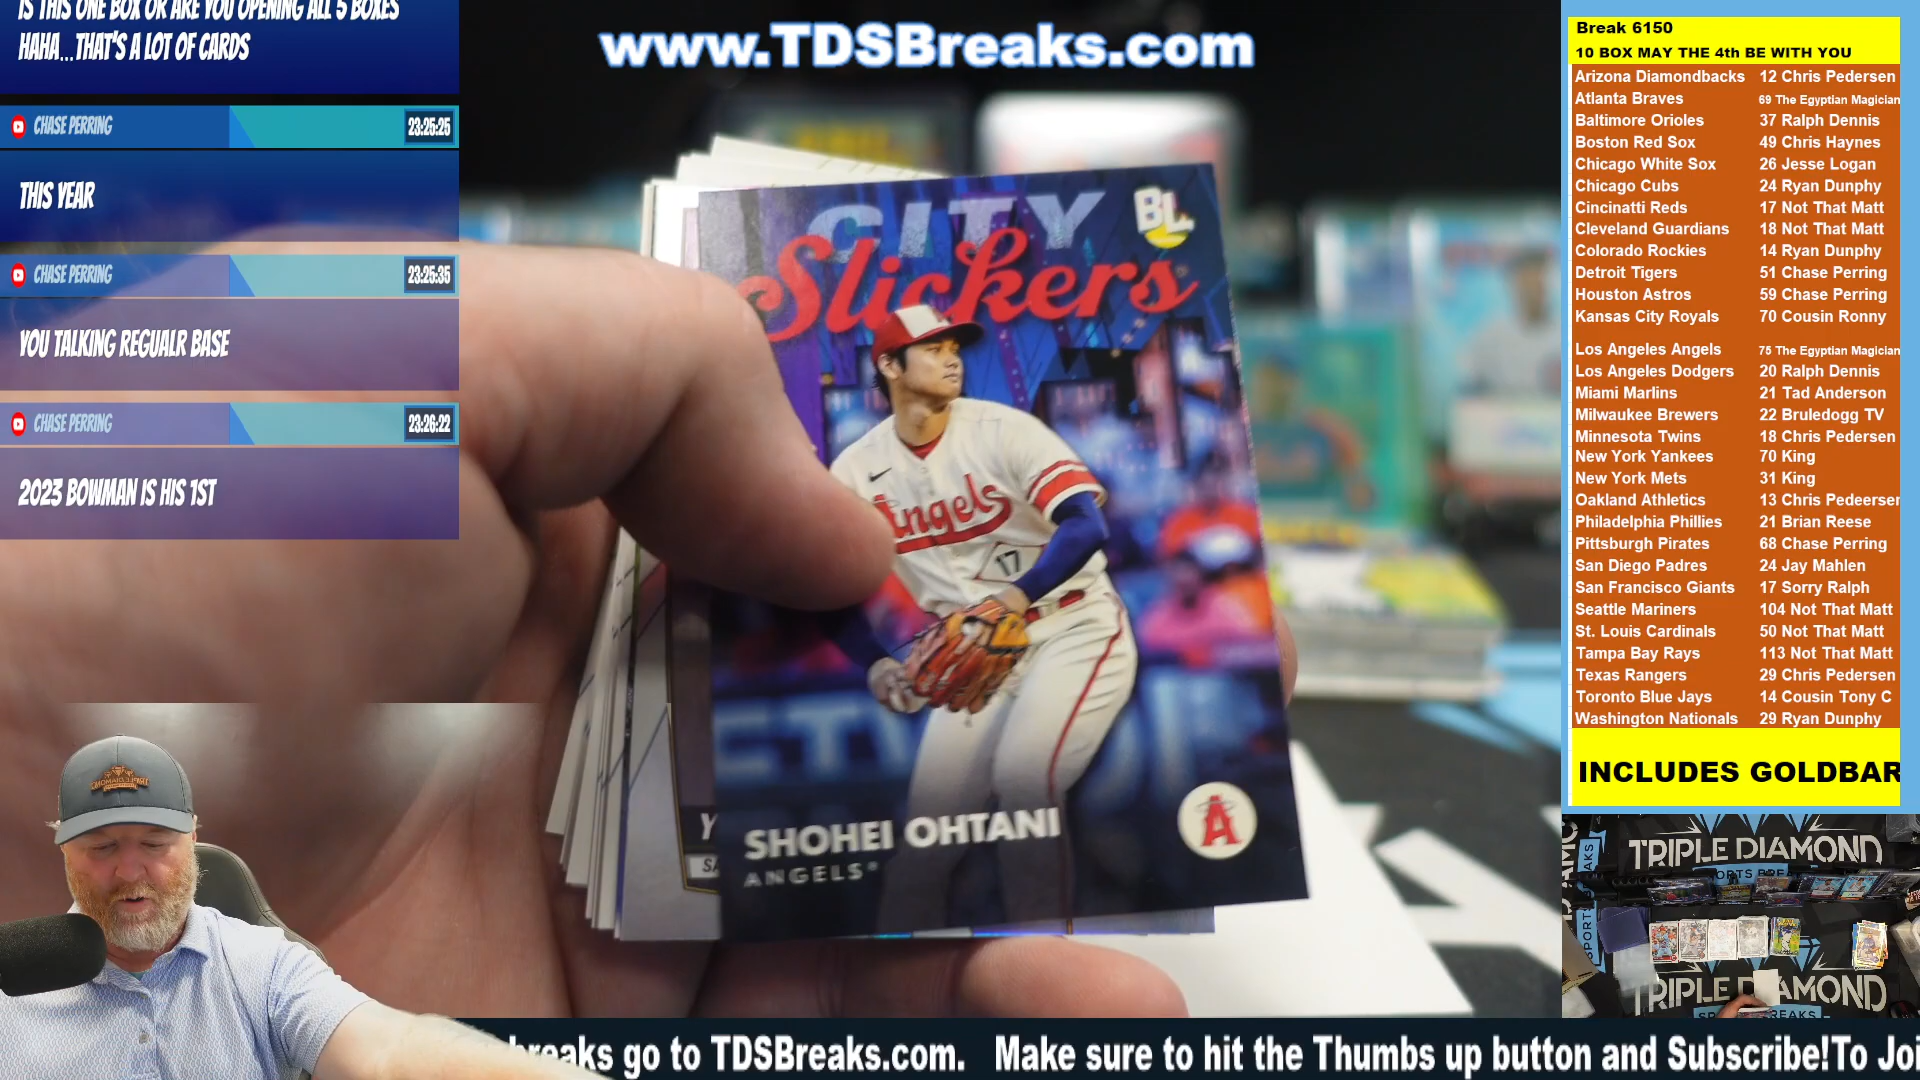 IS THIS ONE BOX OR ARE YOU OPENING ALL 5 BOXES
HAHA...THAT'S A LOT OF CARDS
CHASE PERRING
23:25:25
THIS YEAR
CHASE PERRING
23:25:35
YOU TALKING REGUALR BASE
CHASE PERRING
23:26:22
2023 BOWMAN IS HIS 1ST
www.TDSBreaks.com
CITY
Slickers
BL
Angels
17
SHOHEI OHTANI
ANGELS
A
Break 6150
10 BOX MAY THE 4th BE WITH YOU
Arizona Diamondbacks 12 Chris Pedersen
Atlanta Braves 69 The Egyptian Magician
Baltimore Orioles 37 Ralph Dennis
Boston Red Sox 49 Chris Haynes
Chicago White Sox 26 Jesse Logan
Chicago Cubs 24 Ryan Dunphy
Cincinatti Reds 17 Not That Matt
Cleveland Guardians 18 Not That Matt
Colorado Rockies 14 Ryan Dunphy
Detroit Tigers 51 Chase Perring
Houston Astros 59 Chase Perring
Kansas City Royals 70 Cousin Ronny
Los Angeles Angels 75 The Egyptian Magician
Los Angeles Dodgers 20 Ralph Dennis
Miami Marlins 21 Tad Anderson
Milwaukee Brewers 22 Bruledogg TV
Minnesota Twins 18 Chris Pedersen
New York Yankees 70 King
New York Mets 31 King
Oakland Athletics 13 Chris Pedeersen
Philadelphia Phillies 21 Brian Reese
Pittsburgh Pirates 68 Chase Perring
San Diego Padres 24 Jay Mahlen
San Francisco Giants 17 Sorry Ralph
Seattle Mariners 104 Not That Matt
St. Louis Cardinals 50 Not That Matt
Tampa Bay Rays 113 Not That Matt
Texas Rangers 29 Chris Pedersen
Toronto Blue Jays 14 Cousin Tony C
Washington Nationals 29 Ryan Dunphy
INCLUDES GOLDBAR
TRIPLE DIAMOND
TRIPLE DIAMOND
breaks go to TDSBreaks.com. Make sure to hit the Thumbs up button and Subscribe!To Joi